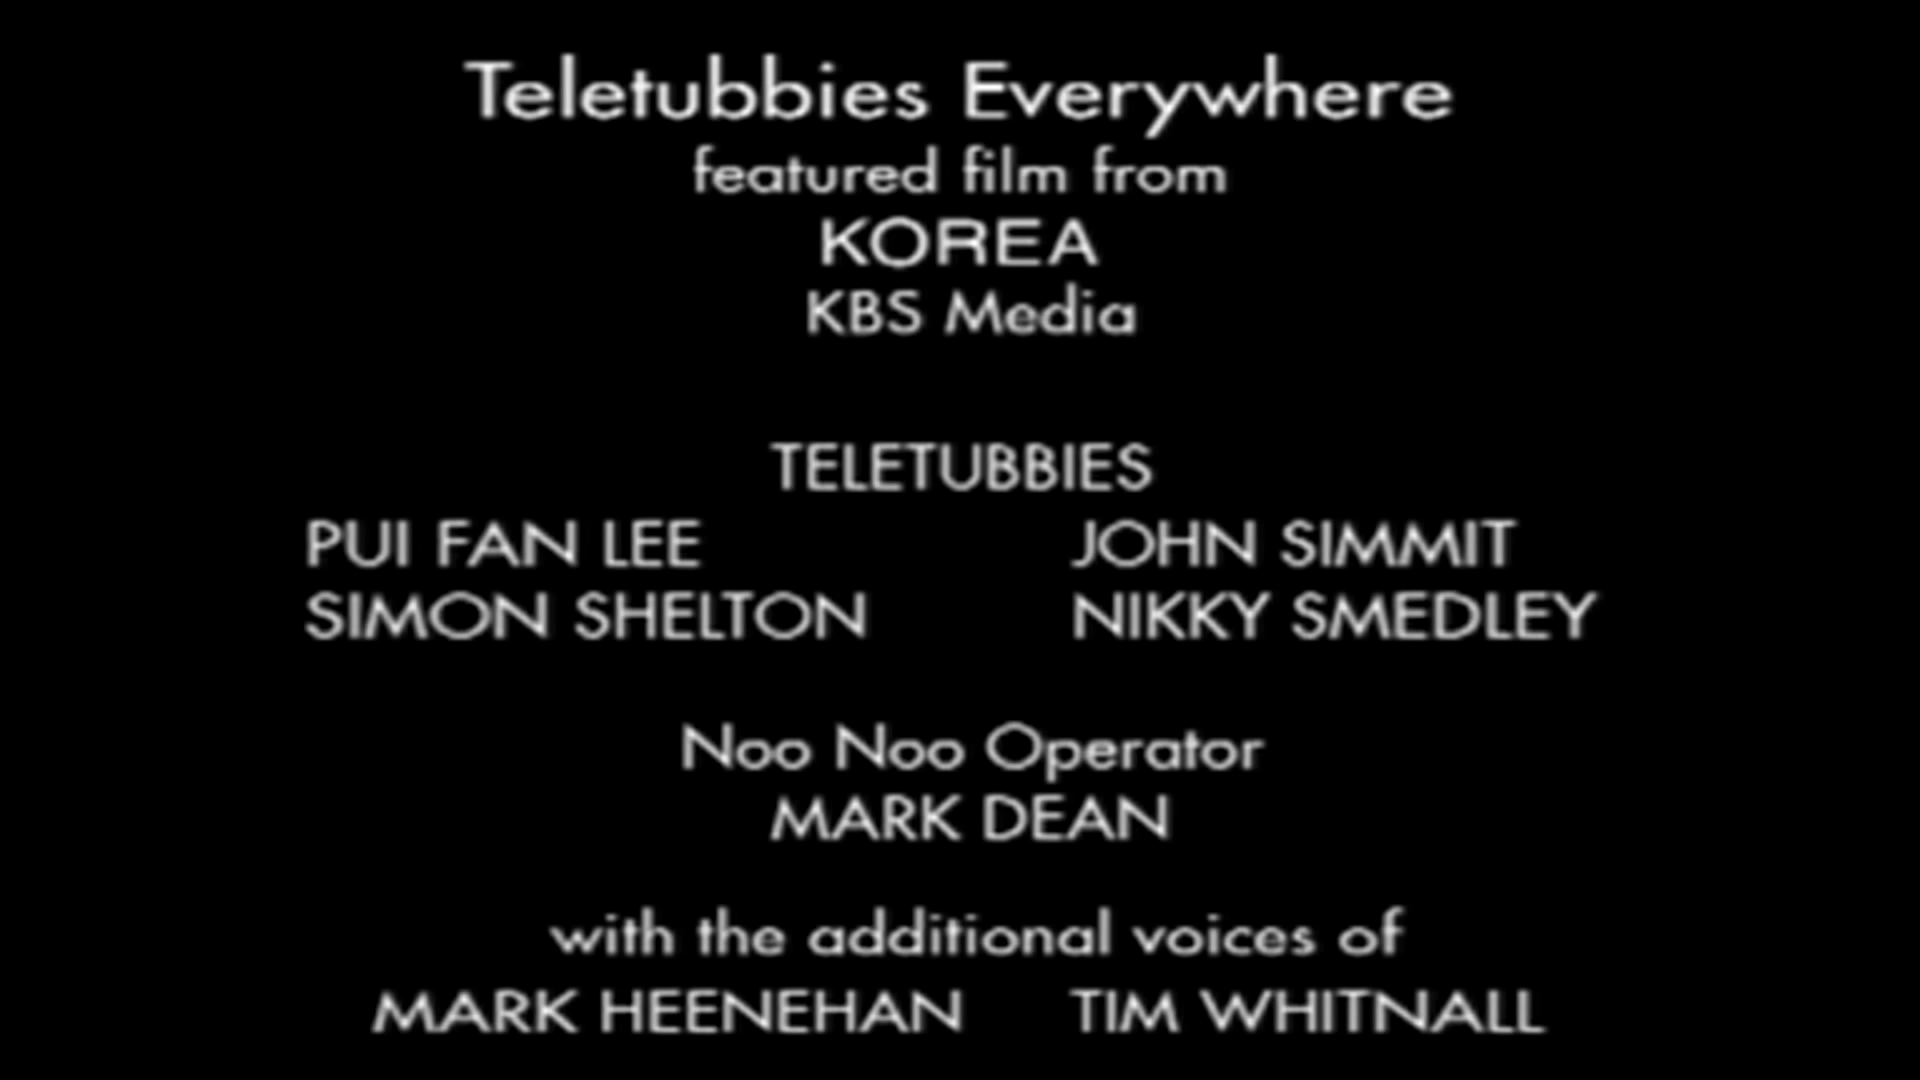 Teletubbies Everywhere
featured film from
KOREA
KBS Media
TELETUBBIES
PUI FAN LEE JOHN SIMMIT
SIMON SHELTON NIKKY SMEDLEY
Noo Noo Operator
MARK DEAN
with the additional voices of
MARK HEENEHAN TIM WHITNALL